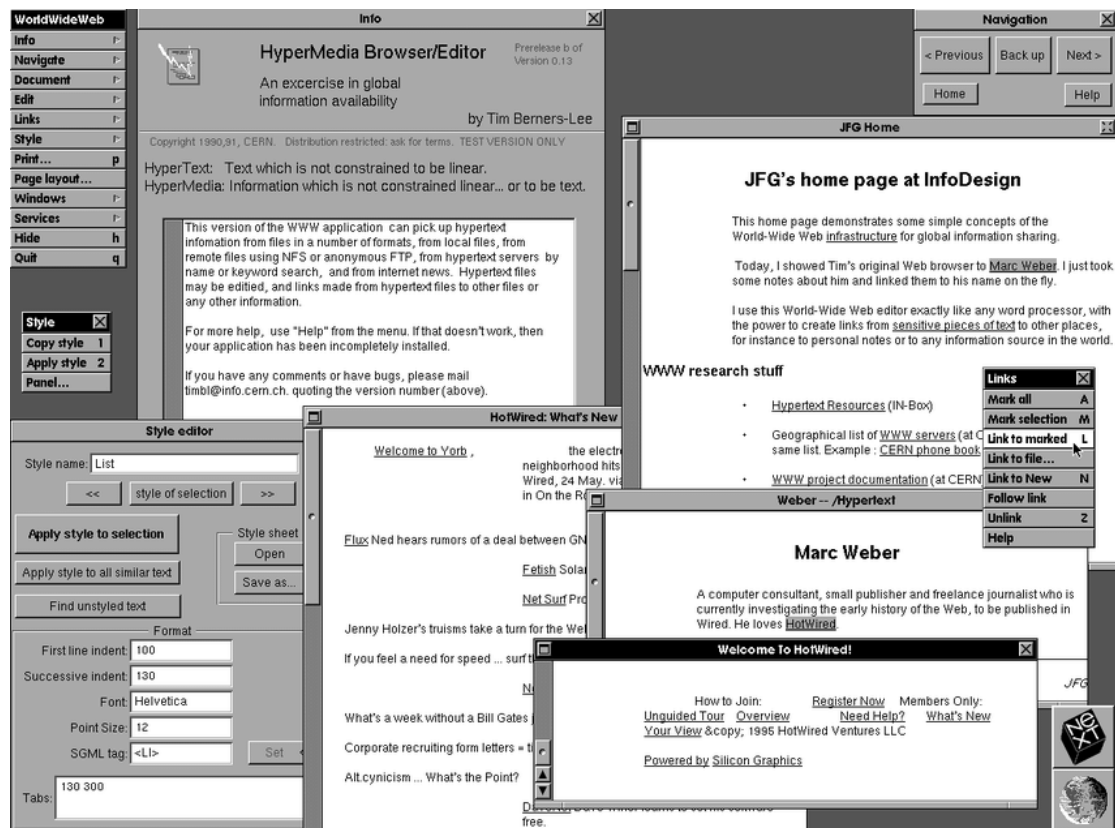 WorldWideWeb
Info
Navigate
Document
Edit
Links
Style
Print... p
Page layout...
Windows
Services
Hide h
Quit q
Style
Copy style 1
Apply style 2
Panel...
Info
HyperMedia Browser/Editor
Prerelease b of
Version 0.13
An excercise in global
information availability
by Tim Berners-Lee
Copyright 1990,91, CERN. Distribution restricted: ask for terms. TEST VERSION ONLY
HyperText: Text which is not constrained to be linear.
HyperMedia: Information which is not constrained linear... or to be text.
This version of the WWW application can pick up hypertext
infomation from files in a number of formats, from local files, from
remote files using NFS or anonymous FTP, from hypertext servers by
name or keyword search, and from internet news. Hypertext files
may be editied, and links made from hypertext files to other files or
any other information.
For more help, use "Help" from the menu. If that doesn't work, then
your application has been incompletely installed.
If you have any comments or have bugs, please mail
timbl@info.cern.ch. quoting the version number (above).
Navigation
< Previous Back up Next >
Home Help
JFG Home
JFG's home page at InfoDesign
This home page demonstrates some simple concepts of the
World-Wide Web infrastructure for global information sharing.
Today, I showed Tim's original Web browser to Marc Weber. I just took
some notes about him and linked them to his name on the fly.
I use this World-Wide Web editor exactly like any word processor, with
the power to create links from sensitive pieces of text to other places,
for instance to personal notes or to any information source in the world.
WWW research stuff
• Hypertext Resources (IN-Box)
• Geographical list of WWW servers (at
same list. Example : CERN phone book
• WWW project documentation (at CERN
Links
Mark all A
Mark selection M
Link to marked L
Link to file...
Link to New N
Follow link
Unlink Z
Help
Style editor
Style name: List
<< style of selection >>
Apply style to selection
Apply style to all similar text
Find unstyled text
Style sheet
Open
Save as...
Format
First line indent: 100
Successive indent: 130
Font: Helvetica
Point Size: 12
SGML tag: <LI>
Set
Tabs: 130 300
HotWired: What's New
Welcome to Yorb , the electr
neighborhood hits
Wired, 24 May. via
in On the
Flux Ned hears rumors of a deal between GN
Fetish Sola
Net Surf Pr
Jenny Holzer's truisms take a turn for the We
If you feel a need for speed ... surf
What's a week without a Bill Gates
Corporate recruiting form letters =
Alt.cynicism ... What's the Point?
free.
Weber -- /Hypertext
Marc Weber
A computer consultant, small publisher and freelance journalist who is
currently investigating the early history of the Web, to be published in
Wired. He loves HotWired.
JFG
Welcome To HotWired!
How to Join: Register Now Members Only:
Unguided Tour Overview Need Help? What's New
Your View &copy; 1995 HotWired Ventures LLC
Powered by Silicon Graphics
NeXT